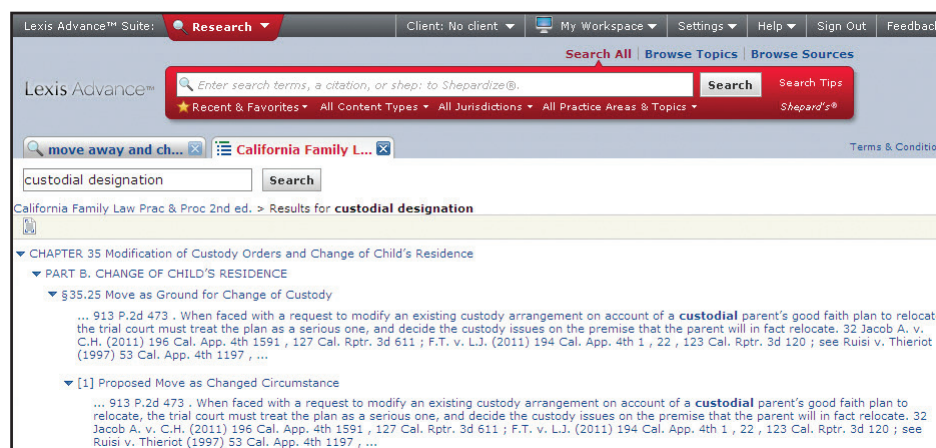 Lexis Advance™ Suite: Research Client: No client My Workspace Settings Help Sign Out Feedback
Search All | Browse Topics | Browse Sources
Lexis Advance™ Enter search terms, a citation, or shep: to Shepardize®. Search Search Tips
Recent & Favorites All Content Types All Jurisdictions All Practice Areas & Topics Shepard's®
move away and ch... California Family L... Terms & Conditio
custodial designation Search
California Family Law Prac & Proc 2nd ed. > Results for custodial designation
CHAPTER 35 Modification of Custody Orders and Change of Child's Residence
PART B. CHANGE OF CHILD'S RESIDENCE
§35.25 Move as Ground for Change of Custody
... 913 P.2d 473 . When faced with a request to modify an existing custody arrangement on account of a custodial parent's good faith plan to relocat
the trial court must treat the plan as a serious one, and decide the custody issues on the premise that the parent will in fact relocate. 32 Jacob A. v.
C.H. (2011) 196 Cal. App. 4th 1591 , 127 Cal. Rptr. 3d 611 ; F.T. v. L.J. (2011) 194 Cal. App. 4th 1 , 22 , 123 Cal. Rptr. 3d 120 ; see Ruisi v. Thieriot
(1997) 53 Cal. App. 4th 1197 , ...
[1] Proposed Move as Changed Circumstance
... 913 P.2d 473 . When faced with a request to modify an existing custody arrangement on account of a custodial parent's good faith plan to
relocate, the trial court must treat the plan as a serious one, and decide the custody issues on the premise that the parent will in fact relocate. 32
Jacob A. v. C.H. (2011) 196 Cal. App. 4th 1591 , 127 Cal. Rptr. 3d 611 ; F.T. v. L.J. (2011) 194 Cal. App. 4th 1 , 22 , 123 Cal. Rptr. 3d 120 ; see
Ruisi v. Thieriot (1997) 53 Cal. App. 4th 1197 , ...